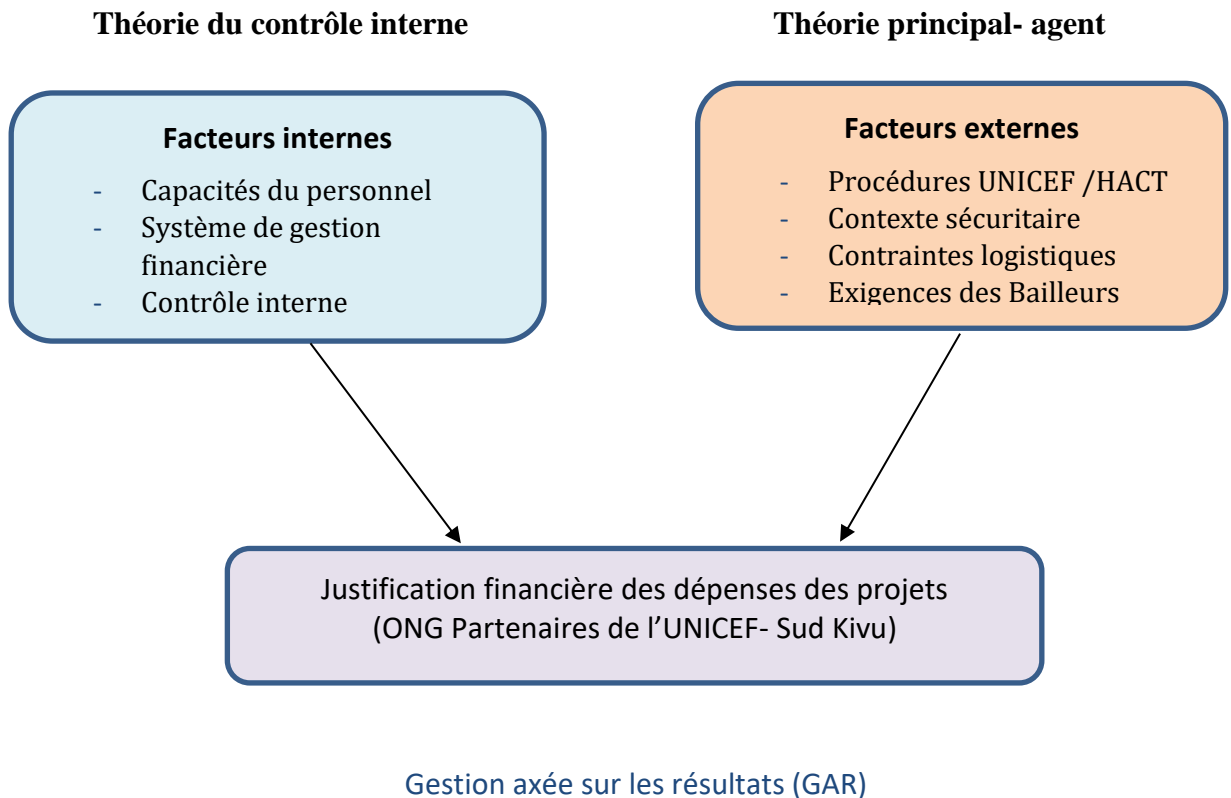 Théorie du contrôle interne
Théorie principal- agent
Facteurs internes
- Capacités du personnel
- Système de gestion
financière
- Contrôle interne
Facteurs externes
- Procédures UNICEF /HACT
- Contexte sécuritaire
- Contraintes logistiques
- Exigences des Bailleurs
Justification financière des dépenses des projets
(ONG Partenaires de l’UNICEF- Sud Kivu)
Gestion axée sur les résultats (GAR)